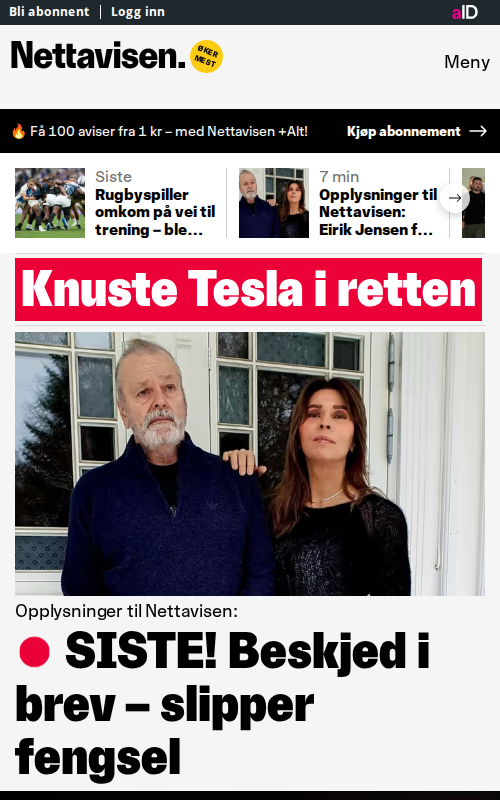 Bli abonnent | Logg inn
aID
Nettavisen.
ØKER
MEST
Meny
Få 100 aviser fra 1 kr – med Nettavisen +Alt!
Kjøp abonnement
Siste
Rugbyspiller
omkom på vei til
trening – ble...
7 min
Opplysninger til
Nettavisen:
Eirik Jensen f...
Knuste Tesla i retten
Opplysninger til Nettavisen:
SISTE! Beskjed i
brev – slipper
fengsel